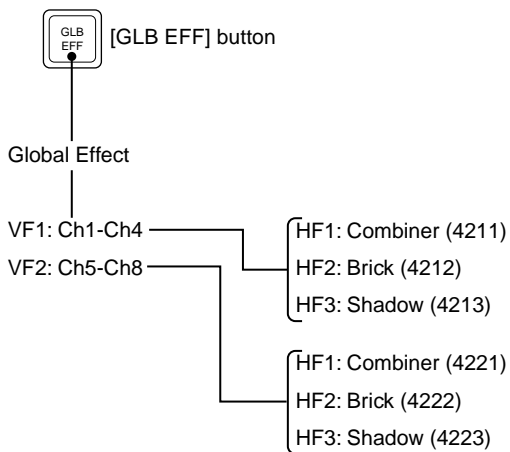 GLB
EFF
[GLB EFF] button
Global Effect
VF1: Ch1-Ch4
VF2: Ch5-Ch8
HF1: Combiner (4211)
HF2: Brick (4212)
HF3: Shadow (4213)
HF1: Combiner (4221)
HF2: Brick (4222)
HF3: Shadow (4223)